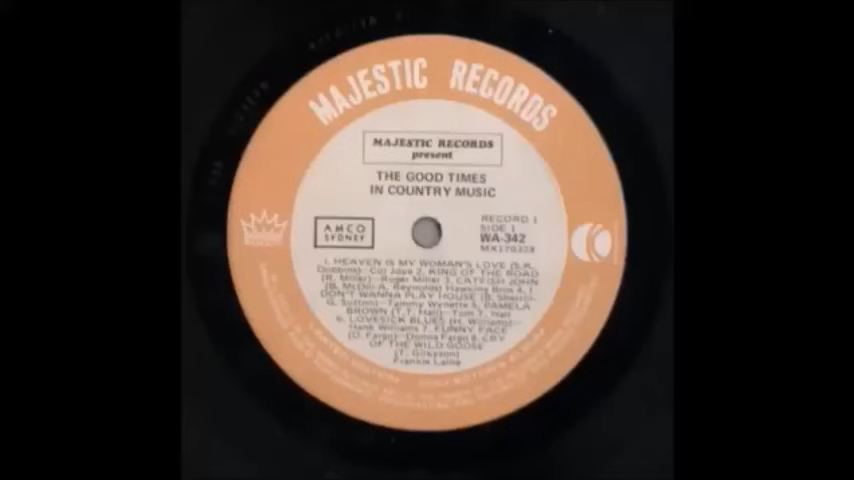 MAJESTIC RECORDS
MAJESTIC RECORDS
present
THE GOOD TIMES
IN COUNTRY MUSIC
AMCO
SYDNEY
RECORD 1
SIDE 1
WA-342
1. HEAVEN IS MY WOMAN'S LOVE (S.K.
Dobbins)—Col Joye 2. KING OF THE ROAD
(R. Miller)—Roger Miller 3. CATFISH JOHN
(B. McDill-A. Reynolds) Hawking Bros 4. I
DON'T WANNA PLAY HOUSE (B. Sherrill-
G. Sutton)—Tammy Wynette 5. PAMELA
BROWN (T.T. Hall)—Tom T. Hall
6. LOVESICK BLUES (H. Williams)—
Hank Williams 7. FUNNY FACE
(D. Fargo)—Donna Fargo 8. CRY
OF THE WILD GOOSE
(T. Gilkyson)
Frankie Laine